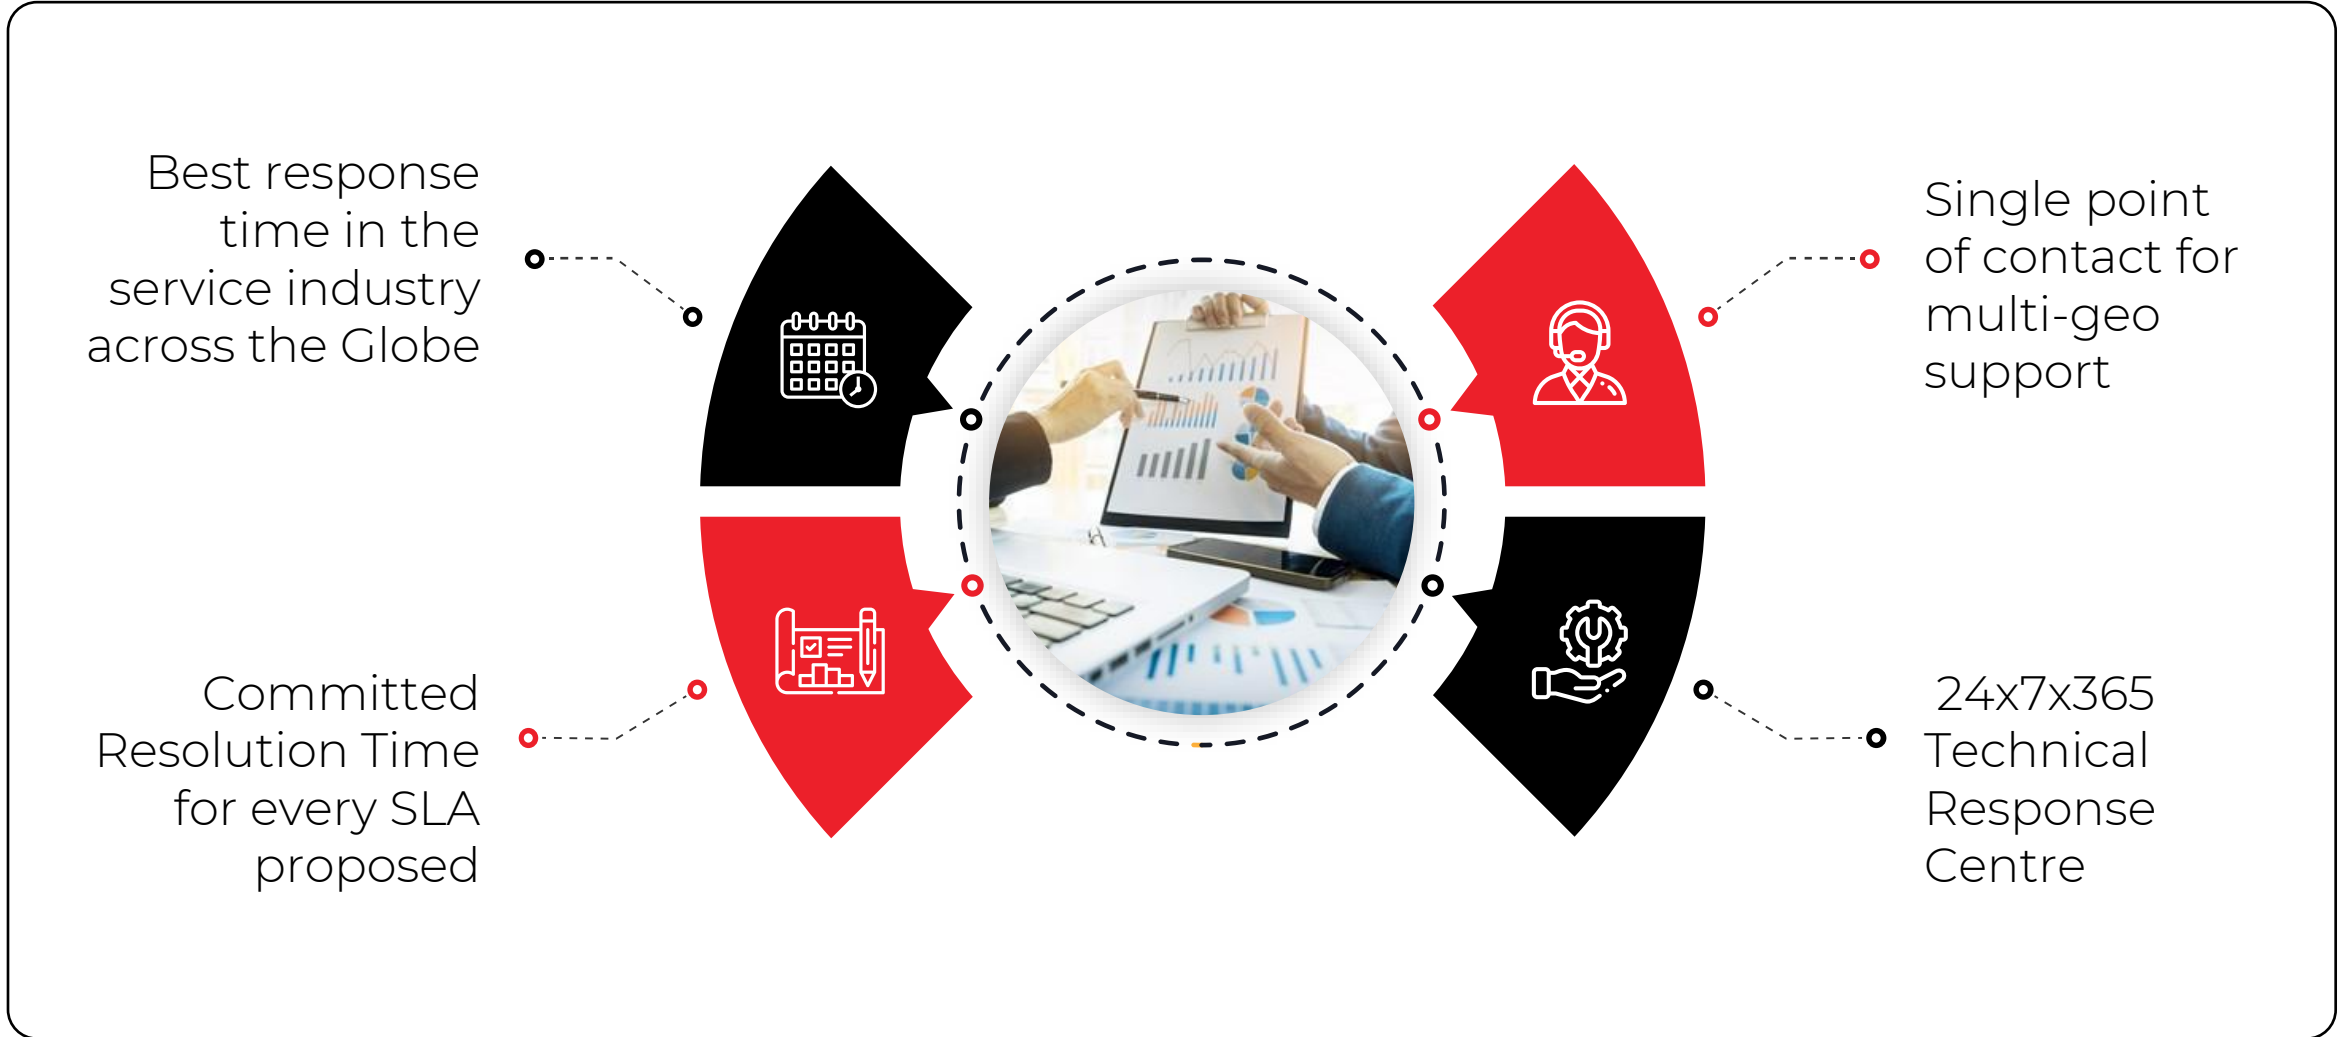 Best response
time in the
service industry
across the Globe
Single point
of contact for
multi-geo
support
Committed
Resolution Time
for every SLA
proposed
24x7x365
Technical
Response
Centre